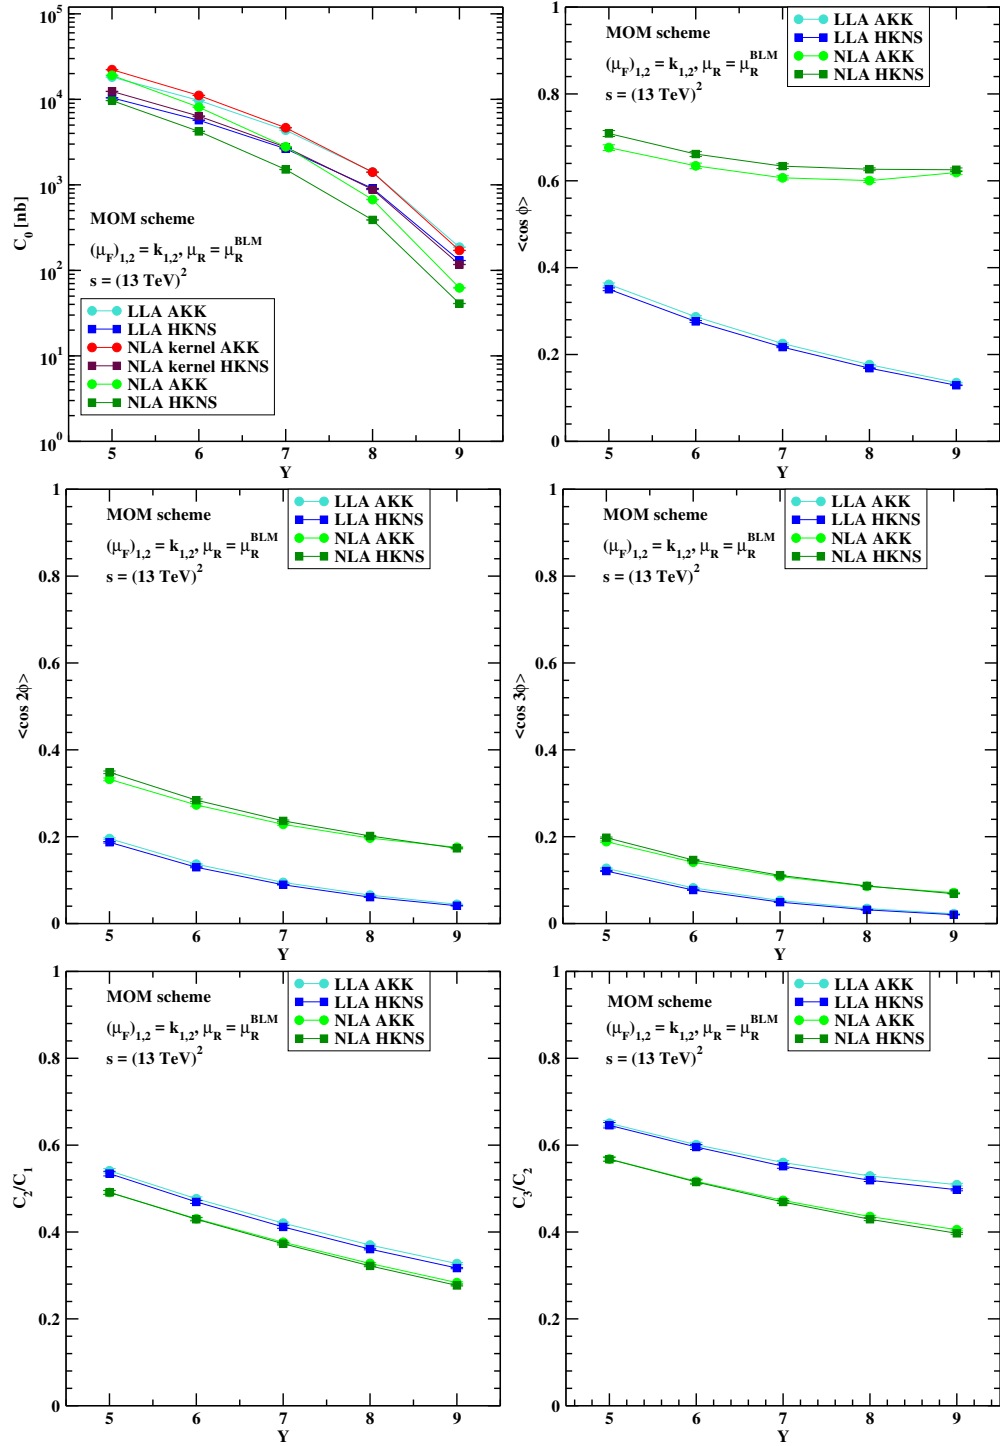 10^5
10^4
10^3
10^2
10^1
10^0
C_0 [nb]
MOM scheme
(μ_F)_{1,2} = k_{1,2}, μ_R = μ_R^{BLM}
s = (13 TeV)^2
LLA AKK
LLA HKNS
NLA kernel AKK
NLA kernel HKNS
NLA AKK
NLA HKNS
5 6 7 8 9
Y
1
0.8
0.6
0.4
0.2
0
<cos ϕ>
MOM scheme
(μ_F)_{1,2} = k_{1,2}, μ_R = μ_R^{BLM}
s = (13 TeV)^2
LLA AKK
LLA HKNS
NLA AKK
NLA HKNS
5 6 7 8 9
Y
1
0.8
0.6
0.4
0.2
0
<cos 2ϕ>
MOM scheme
(μ_F)_{1,2} = k_{1,2}, μ_R = μ_R^{BLM}
s = (13 TeV)^2
LLA AKK
LLA HKNS
NLA AKK
NLA HKNS
5 6 7 8 9
Y
1
0.8
0.6
0.4
0.2
0
<cos 3ϕ>
MOM scheme
(μ_F)_{1,2} = k_{1,2}, μ_R = μ_R^{BLM}
s = (13 TeV)^2
LLA AKK
LLA HKNS
NLA AKK
NLA HKNS
5 6 7 8 9
Y
1
0.8
0.6
0.4
0.2
0
C_2/C_1
MOM scheme
(μ_F)_{1,2} = k_{1,2}, μ_R = μ_R^{BLM}
s = (13 TeV)^2
LLA AKK
LLA HKNS
NLA AKK
NLA HKNS
5 6 7 8 9
Y
1
0.8
0.6
0.4
0.2
0
C_3/C_2
MOM scheme
(μ_F)_{1,2} = k_{1,2}, μ_R = μ_R^{BLM}
s = (13 TeV)^2
LLA AKK
LLA HKNS
NLA AKK
NLA HKNS
5 6 7 8 9
Y